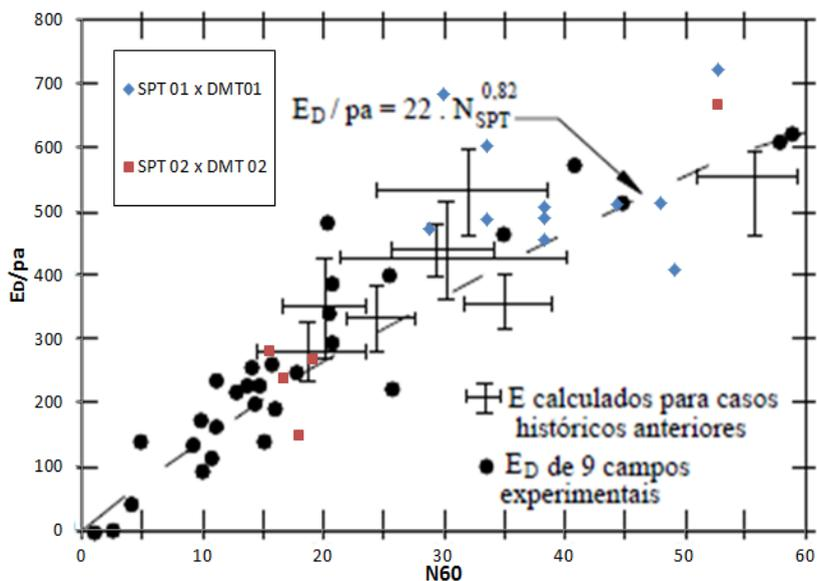 800
700
600
500
400
300
200
100
0
ED/pa
SPT 01 x DMT01
SPT 02 x DMT 02
ED / pa = 22 . NSPT 0,82
E calculados para casos
históricos anteriores
ED de 9 campos
experimentais
0 10 20 30 40 50 60
N60